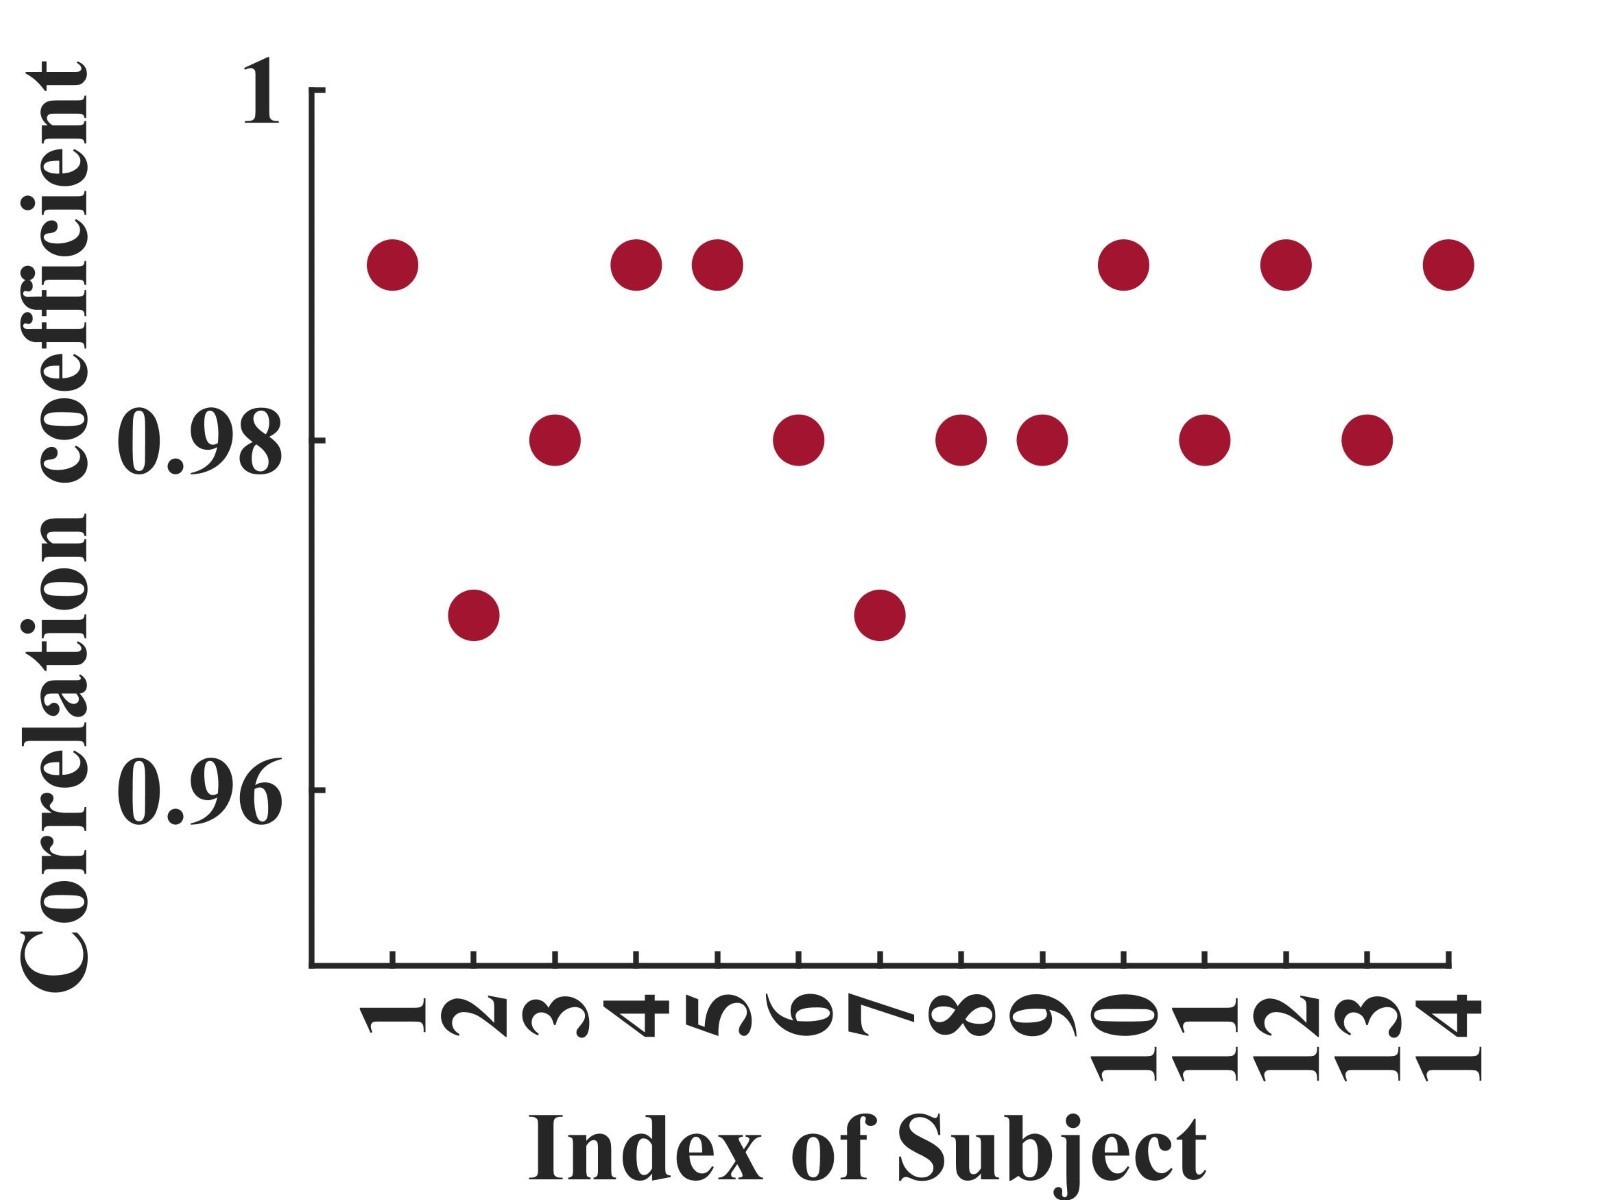 Correlation coefficient
1
0.98
0.96
1 2 3 4 5 6 7 8 9 10 11 12 13 14
Index of Subject